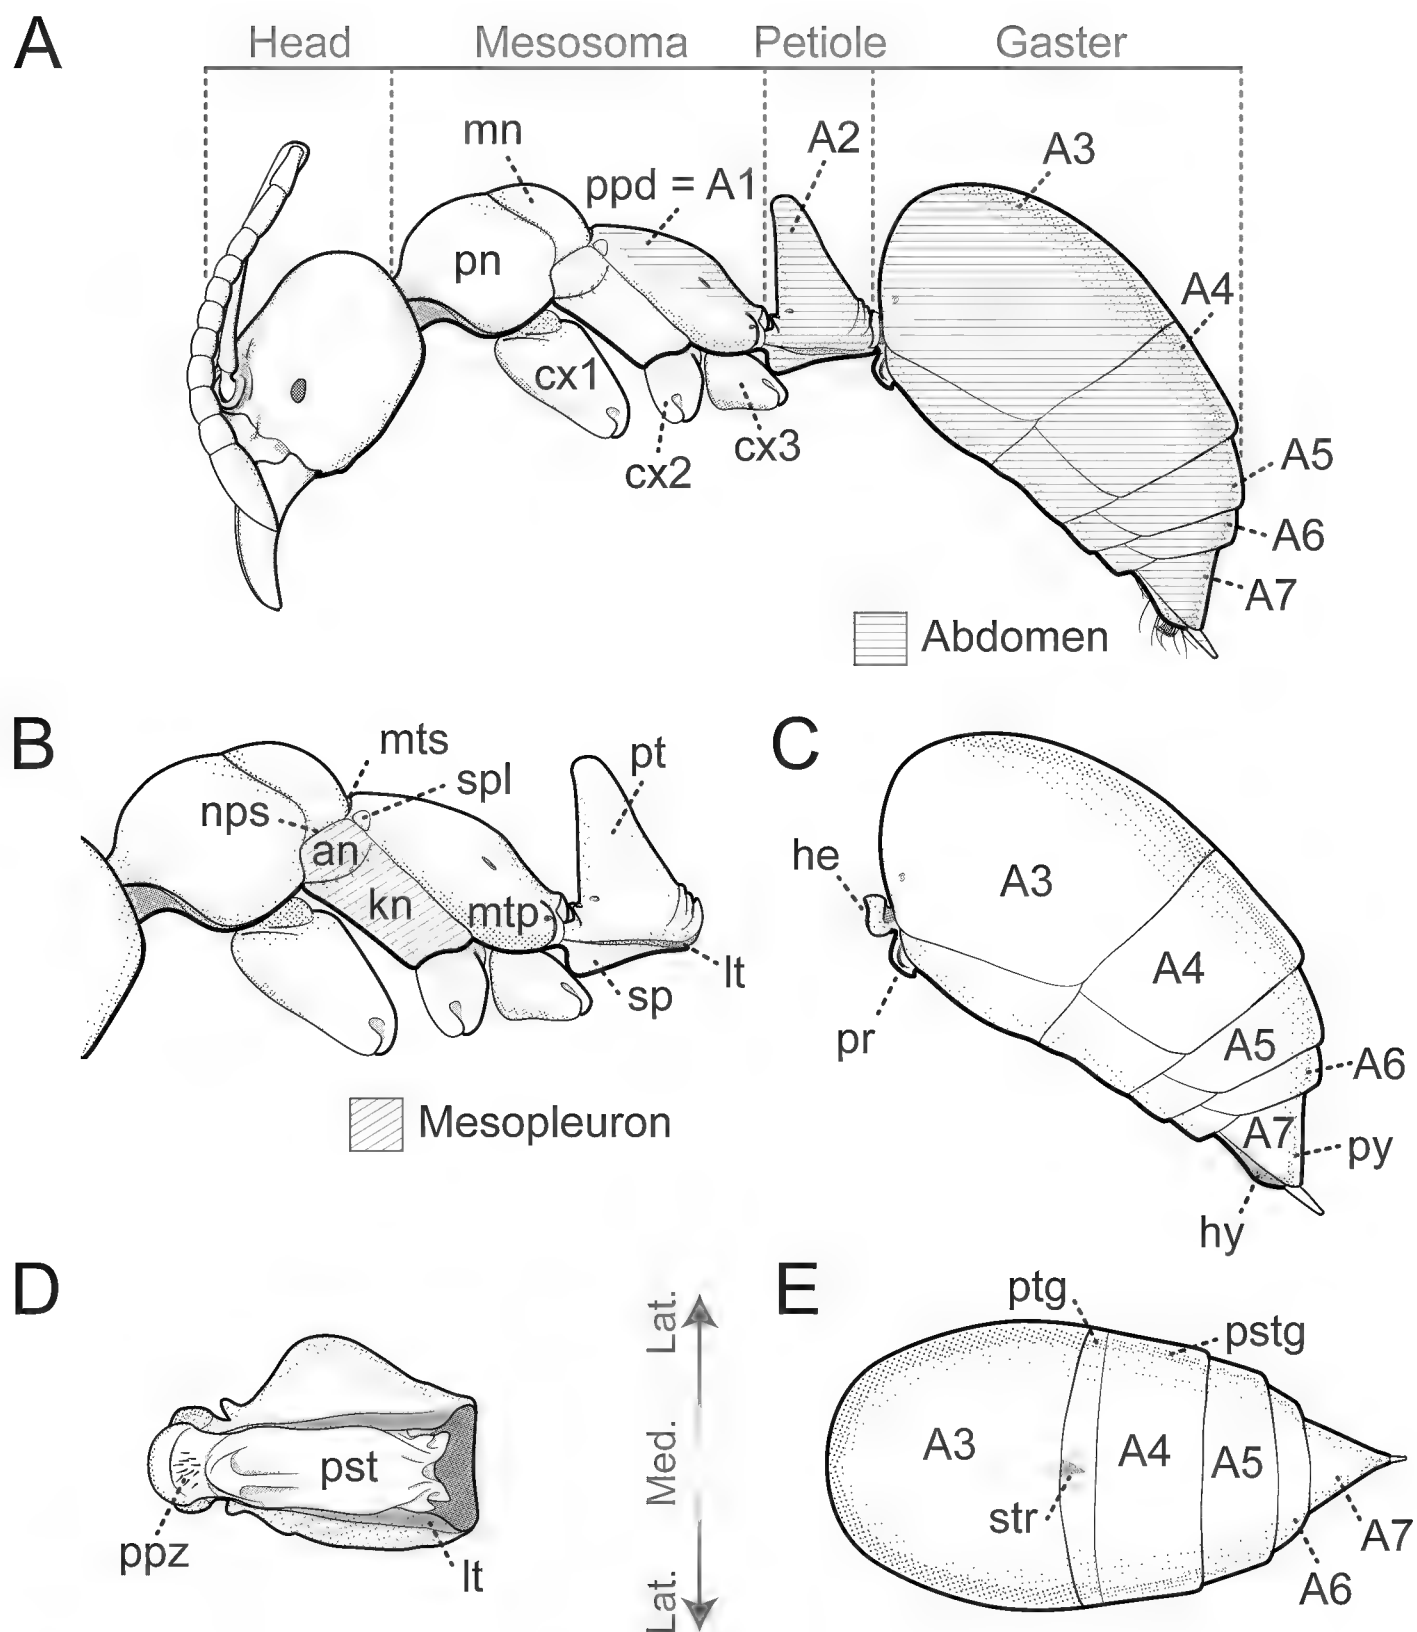 A
Head Mesosoma Petiole Gaster
mn
A2
A3
ppd = A1
pn
A4
cx1
cx2
cx3
A5
A6
A7
Abdomen
B
mts
spl
pt
nps
an
kn
mtp
sp
lt
Mesopleuron
C
he
A3
A4
pr
A5
A6
A7
py
hy
D
pst
ppz
lt
Lat.
Med.
Lat.
E
ptg
pstg
A3
A4
A5
str
A7
A6